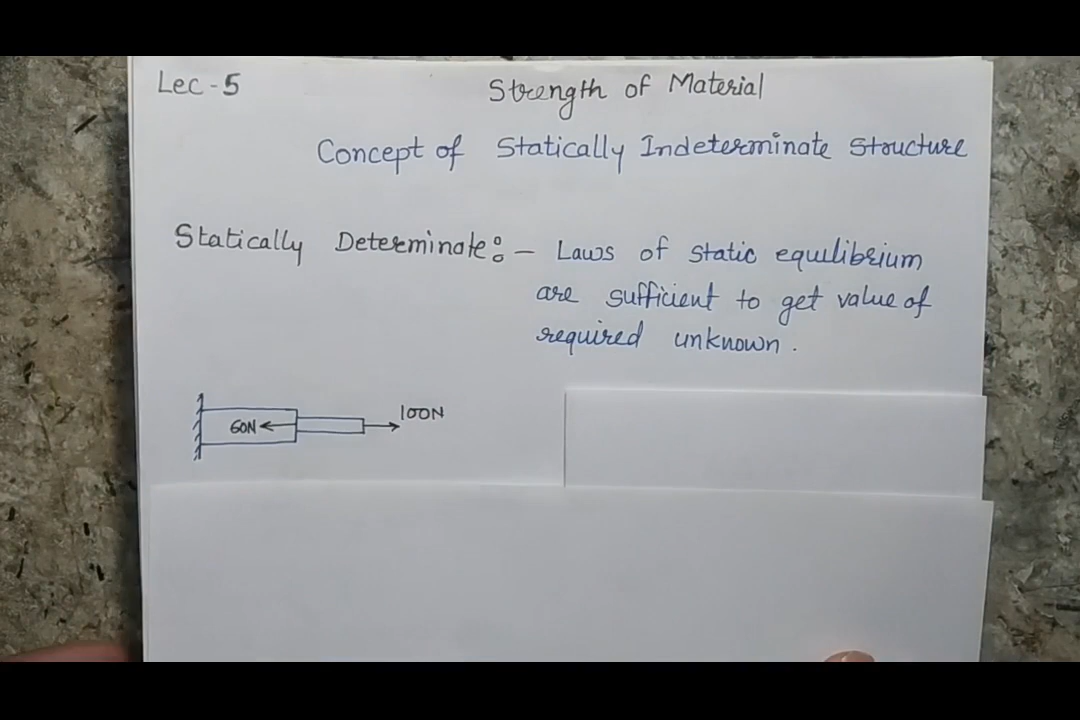 Lec-5
Strength of Material
Concept of Statically Indeterminate Structure
Statically Determinate:- Laws of static equilibrium
are sufficient to get value of
required unknown.
60N
100N